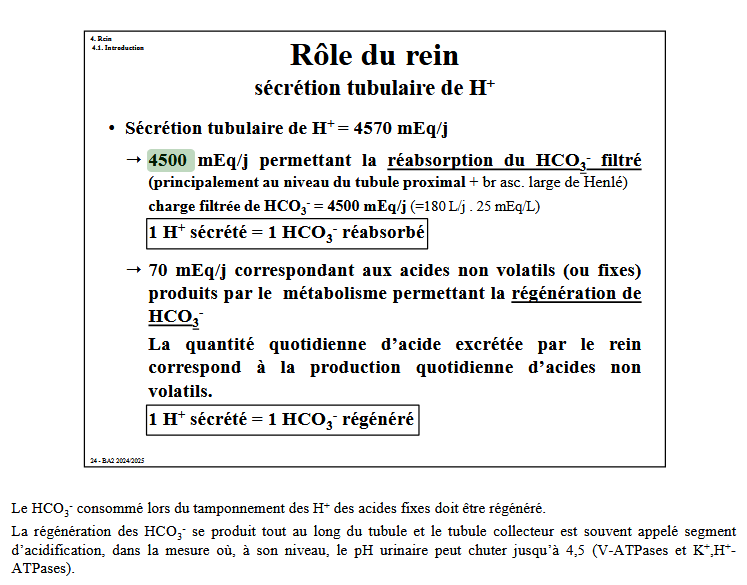 4. Rein
4.1. Introduction
Rôle du rein
sécrétion tubulaire de H⁺
• Sécrétion tubulaire de H⁺ = 4570 mEq/j
→ 4500 mEq/j permettant la réabsorption du HCO₃⁻ filtré
(principalement au niveau du tubule proximal + br asc. large de Henlé)
charge filtrée de HCO₃⁻ = 4500 mEq/j (=180 L/j . 25 mEq/L)
1 H⁺ sécrété = 1 HCO₃⁻ réabsorbé
→ 70 mEq/j correspondant aux acides non volatils (ou fixes)
produits par le métabolisme permettant la régénération de
HCO₃⁻
La quantité quotidienne d’acide excrétée par le rein
correspond à la production quotidienne d’acides non
volatils.
1 H⁺ sécrété = 1 HCO₃⁻ régénéré
24 - BA2 2024/2025
Le HCO₃⁻ consommé lors du tamponnement des H⁺ des acides fixes doit être régénéré.
La régénération des HCO₃⁻ se produit tout au long du tubule et le tubule collecteur est souvent appelé segment
d’acidification, dans la mesure où, à son niveau, le pH urinaire peut chuter jusqu’à 4,5 (V-ATPases et K⁺,H⁺-
ATPases).